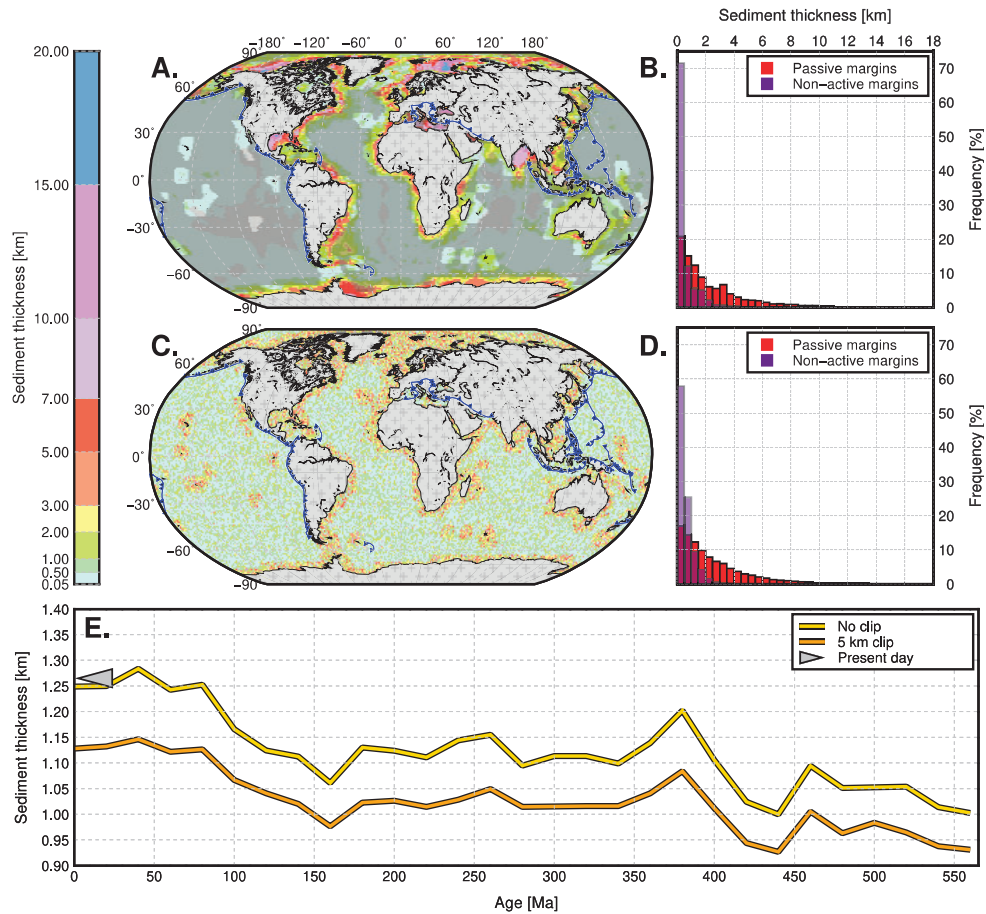 Sediment thickness [km]
20.00
15.00
10.00
7.00
5.00
3.00
2.00
1.00
0.50
0.05
Sediment thickness [km]
A.
−180˚ −120˚ −60˚ 0˚ 60˚ 120˚ 180˚
90˚
60˚
30˚
0˚
−30˚
−60
−90
B.
0 2 4 6 8 10 12 14 16 18
Passive margins
Non−active margins
70
60
50
40
30
20
10
0
Frequency [%]
C.
90˚
60˚
30˚
0˚
−30˚
−60
−90
D.
Passive margins
Non−active margins
70
60
50
40
30
20
10
0
Frequency [%]
E.
No clip
5 km clip
Present day
1.40
1.35
1.30
1.25
1.20
1.15
1.10
1.05
1.00
0.95
0.90
Sediment thickness [km]
0 50 100 150 200 250 300 350 400 450 500 550
Age [Ma]